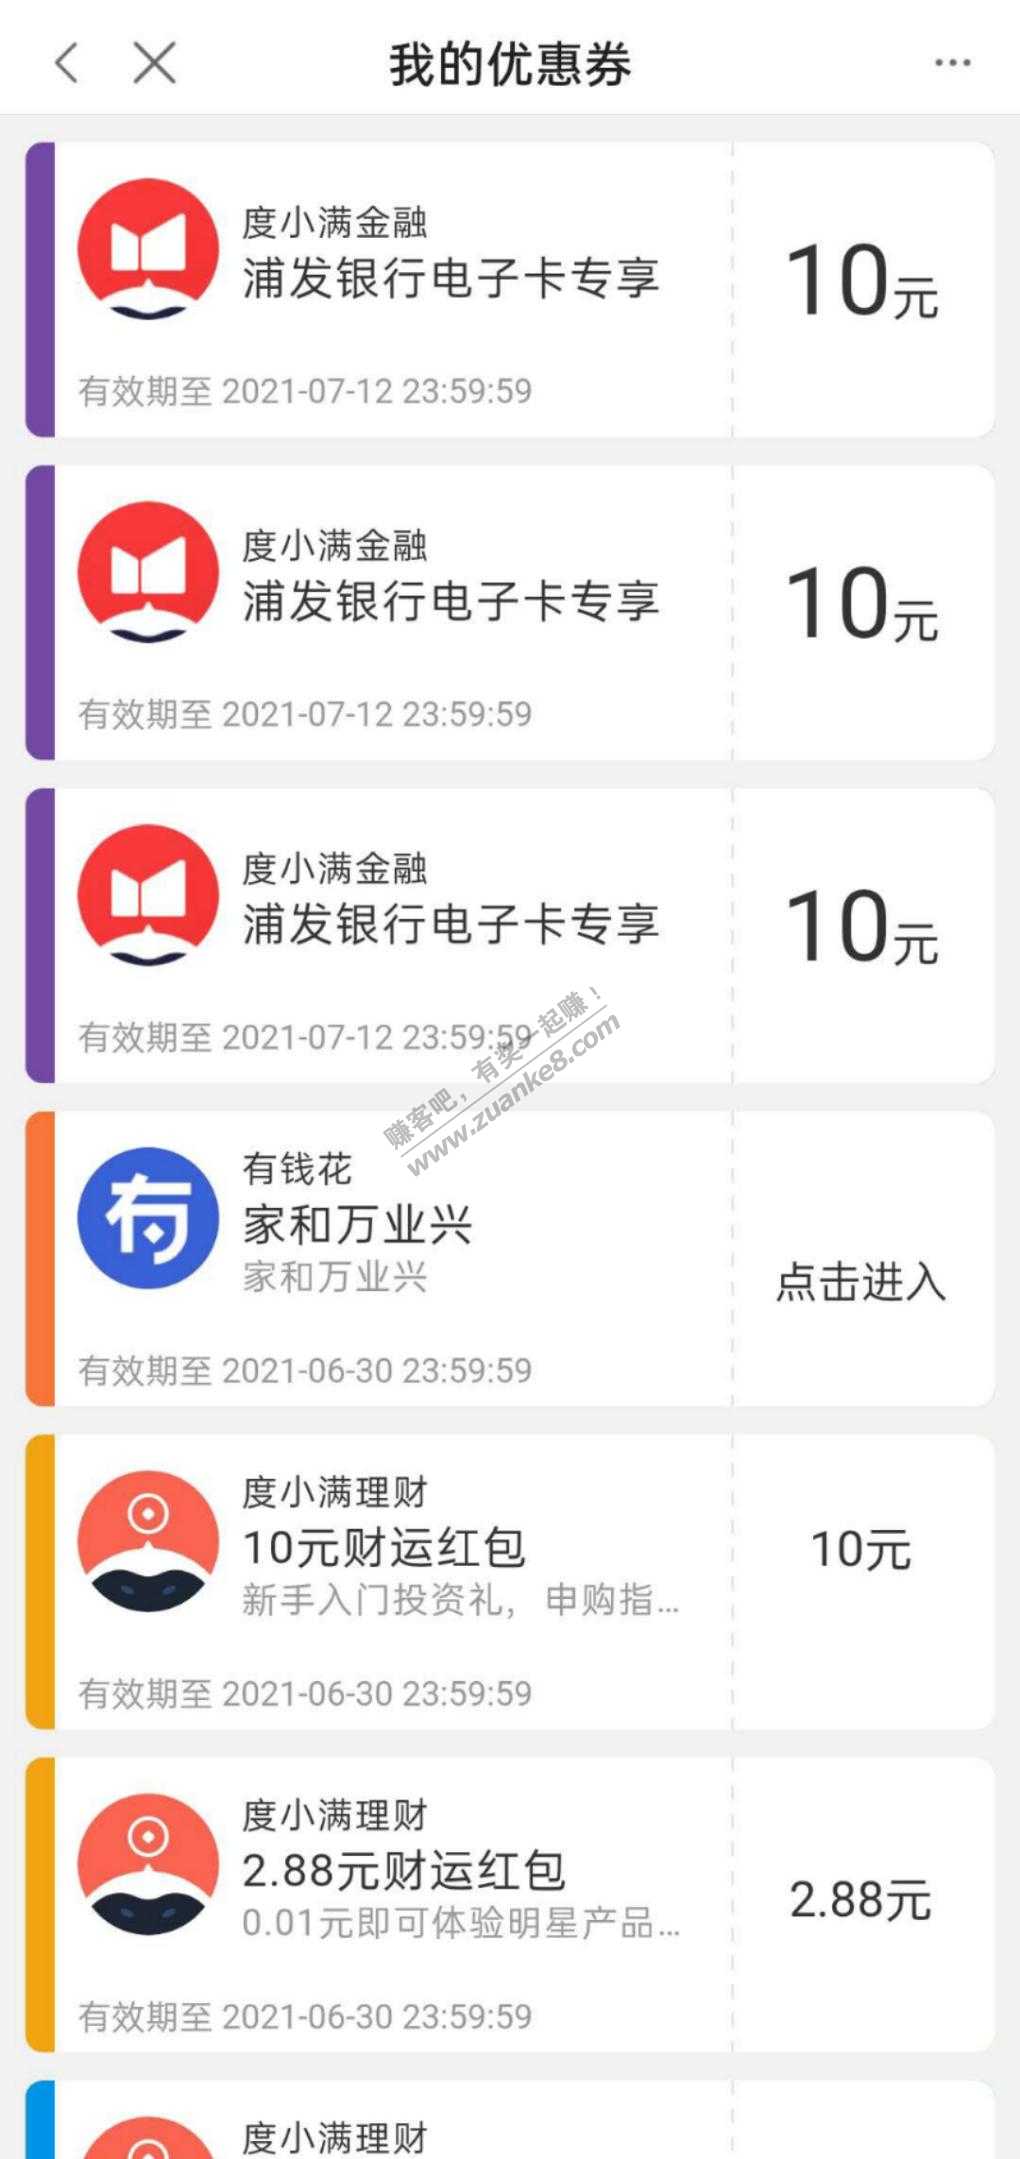 我的优惠券
度小满金融
浦发银行电子卡专享
10元
有效期至 2021-07-12 23:59:59
度小满金融
浦发银行电子卡专享
10元
有效期至 2021-07-12 23:59:59
度小满金融
浦发银行电子卡专享
10元
有效期至 2021-07-12 23:59:59
赚客吧，有奖一起赚！
www.zuanke8.com
有
有钱花
家和万业兴
家和万业兴
点击进入
有效期至 2021-06-30 23:59:59
度小满理财
10元财运红包
新手入门投资礼，申购指...
10元
有效期至 2021-06-30 23:59:59
度小满理财
2.88元财运红包
0.01元即可体验明星产品...
2.88元
有效期至 2021-06-30 23:59:59
度小满理财